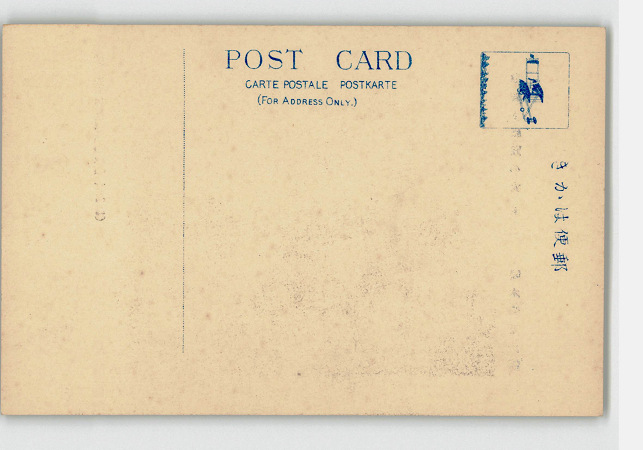 POST CARD
CARTE POSTALE POSTKARTE
(FOR ADDRESS ONLY.)
郵便はかき